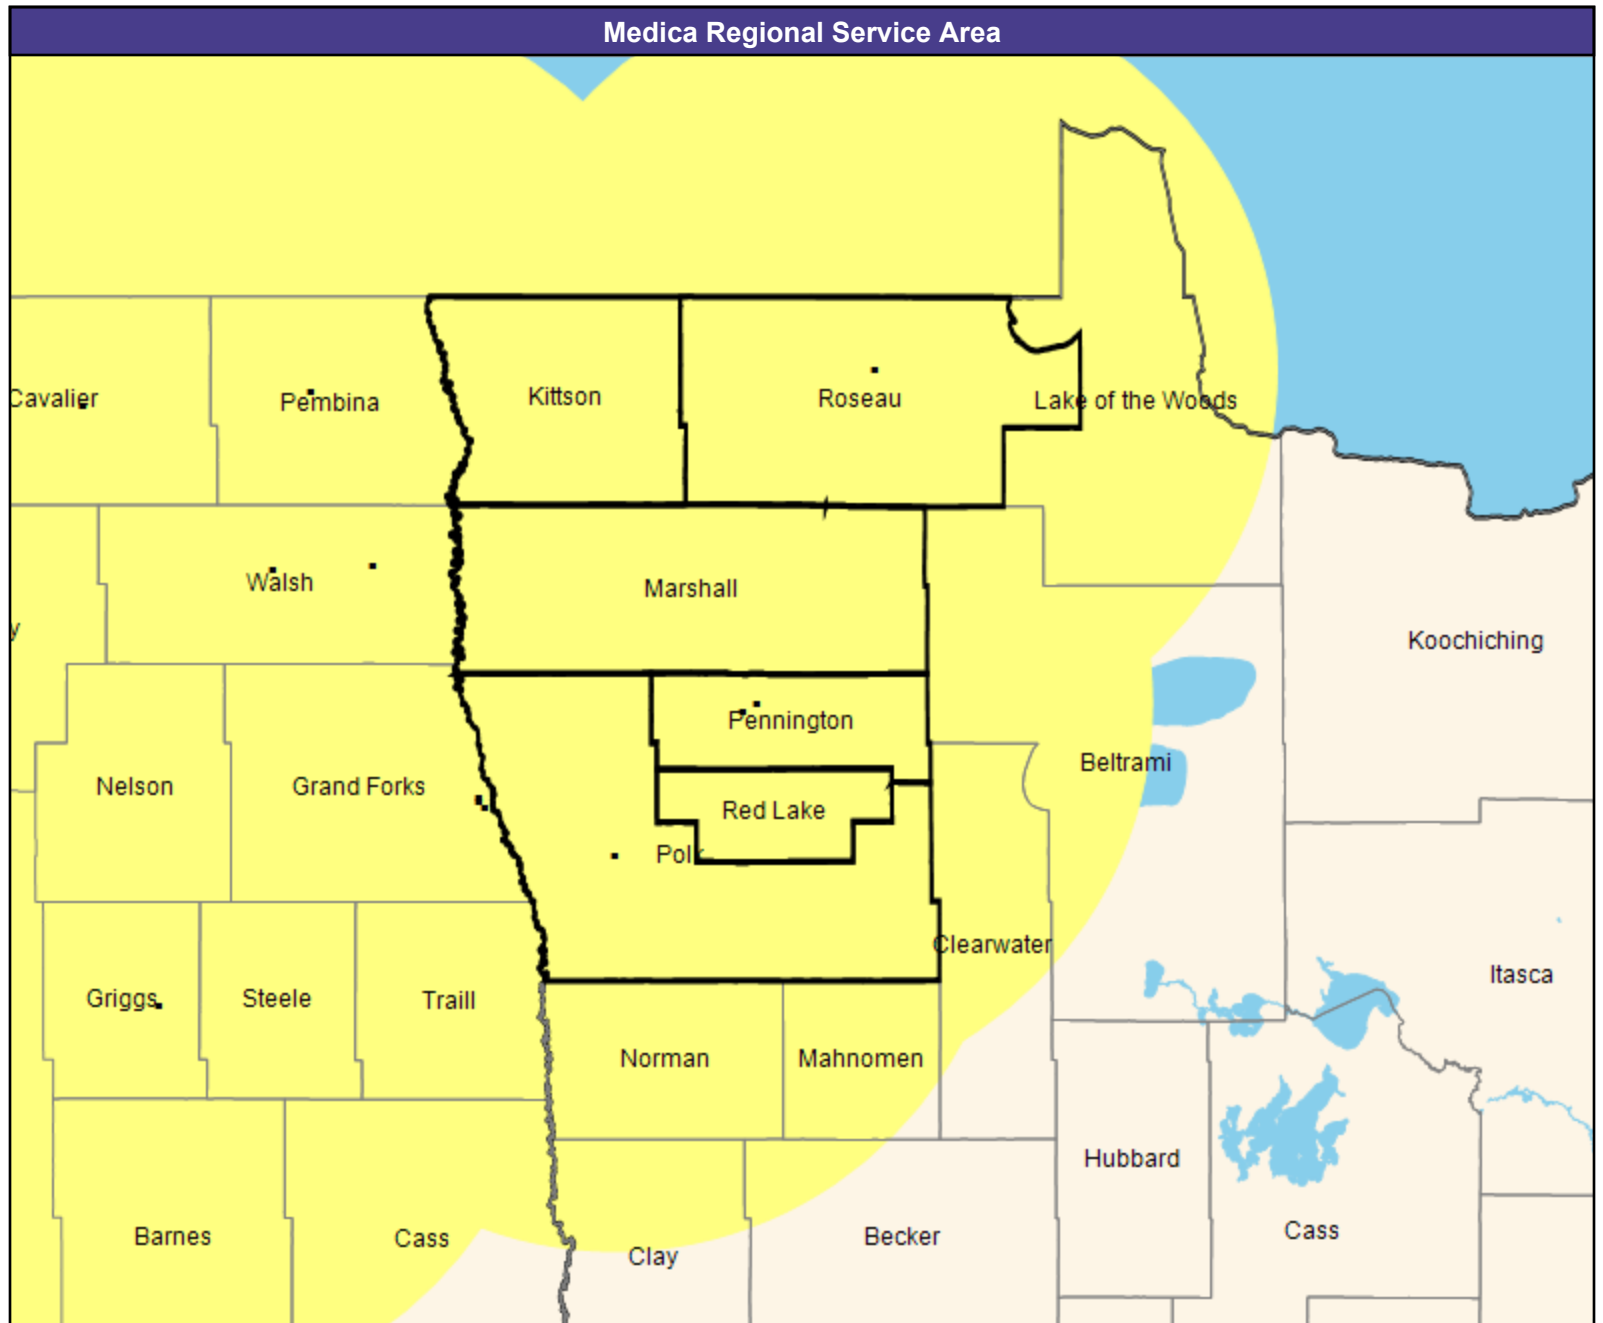 Medica Regional Service Area
Cavalier
Pembina
Kittson
Roseau
Lake of the Woods
Walsh
Marshall
y
Koochiching
Pennington
Nelson
Grand Forks
Beltrami
Red Lake
Polk
Clearwater
Griggs
Steele
Traill
Itasca
Norman
Mahnomen
Hubbard
Barnes
Cass
Clay
Becker
Cass